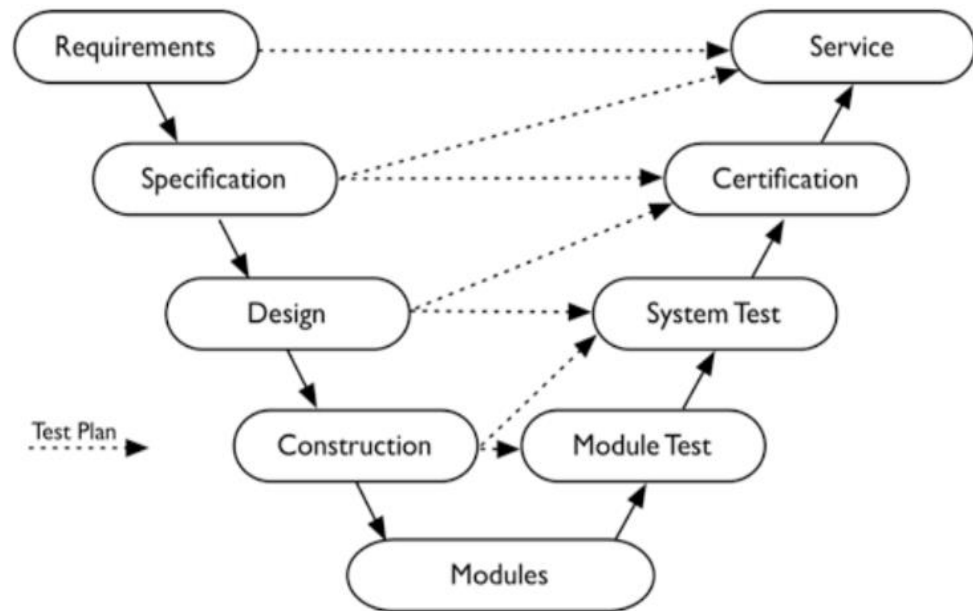 Requirements
Service
Specification
Certification
Design
System Test
Test Plan
Construction
Module Test
Modules